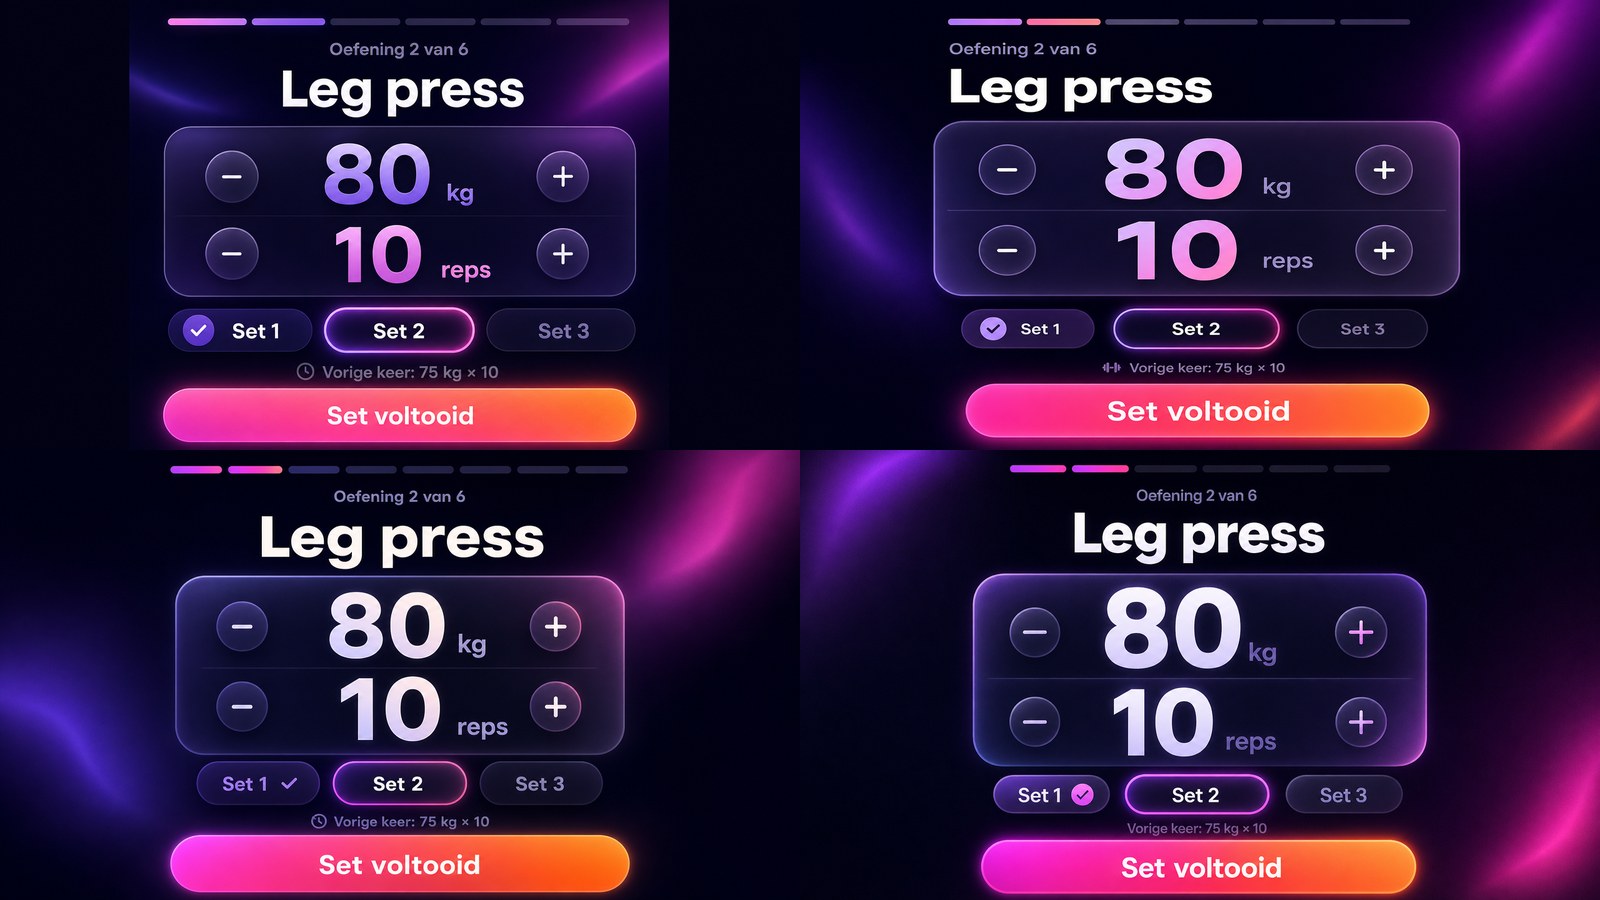 Oefening 2 van 6
Leg press
80 kg
10 reps
Set 1 Set 2 Set 3
Vorige keer: 75 kg × 10
Set voltooid
Oefening 2 van 6
Leg press
80 kg
10 reps
Set 1 Set 2 Set 3
Vorige keer: 75 kg × 10
Set voltooid
Oefening 2 van 6
Leg press
80 kg
10 reps
Set 1 Set 2 Set 3
Vorige keer: 75 kg × 10
Set voltooid
Oefening 2 van 6
Leg press
80 kg
10 reps
Set 1 Set 2 Set 3
Vorige keer: 75 kg × 10
Set voltooid